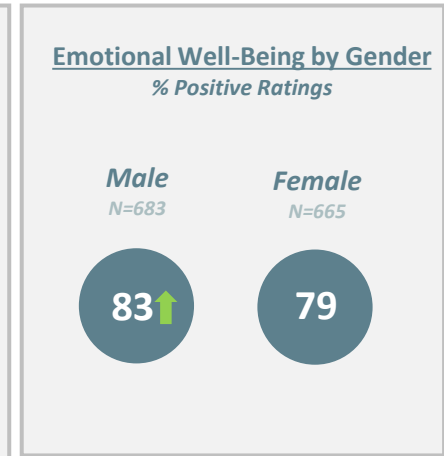 Emotional Well-Being by Gender
% Positive Ratings
Male
N=683
Female
N=665
83
79